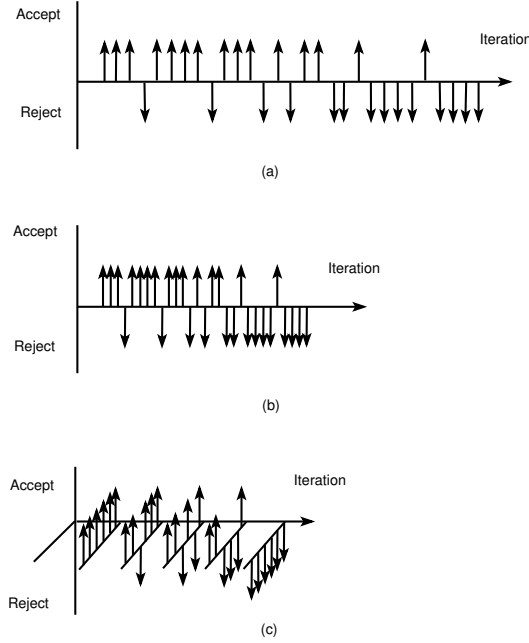 Accept
Iteration
Reject
(a)
Accept
Iteration
Reject
(b)
Accept
Iteration
Reject
(c)